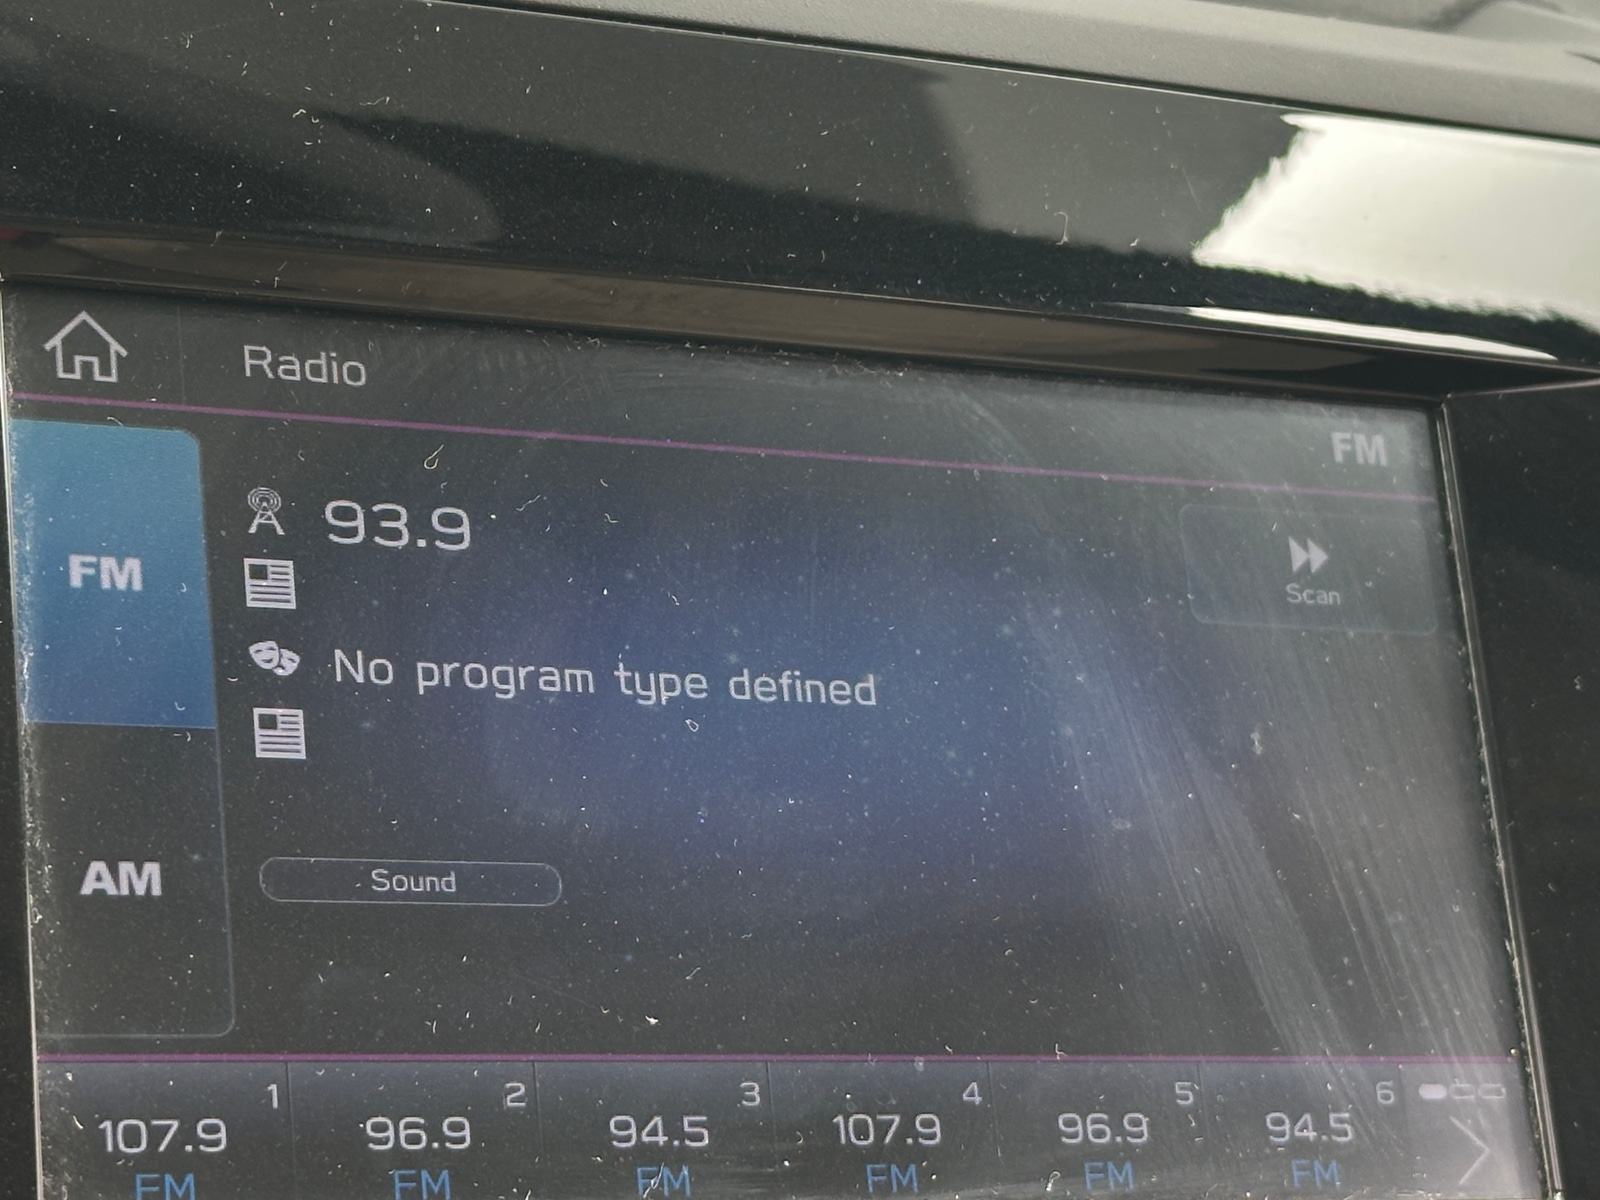 Radio
FM
FM
93.9
Scan
No program type defined
AM
Sound
1 2 3 4 5 6
107.9 96.9 94.5 107.9 96.9 94.5
FM FM FM FM FM FM